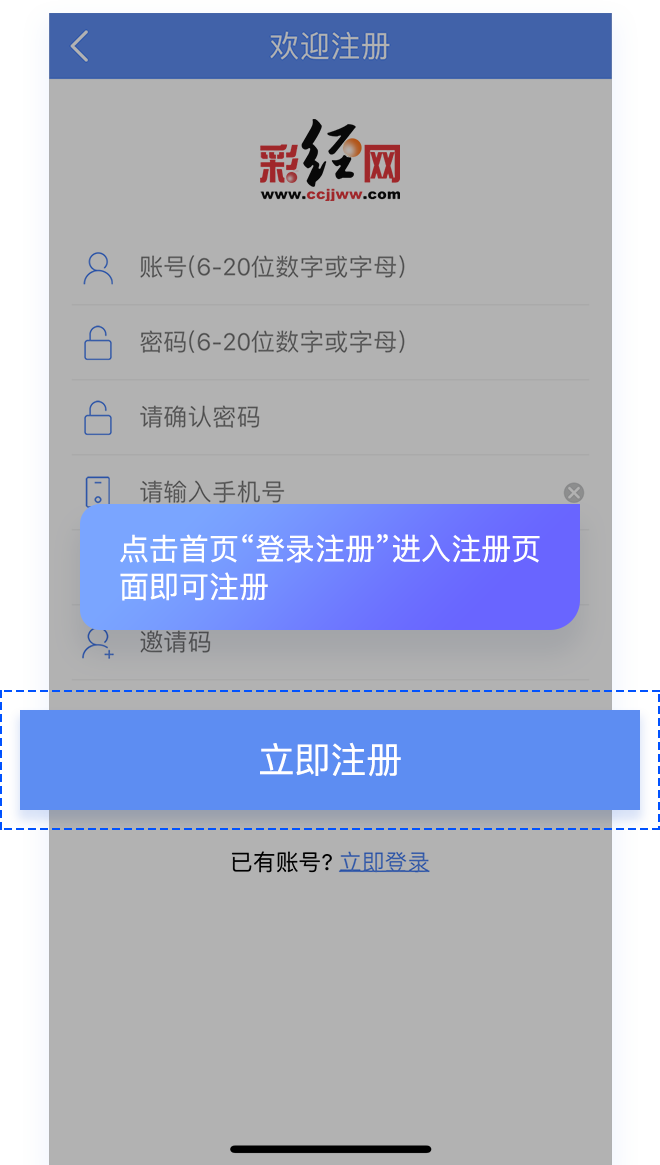 欢迎注册
彩经网
www.ccjjww.com
账号(6-20位数字或字母)
密码(6-20位数字或字母)
请确认密码
请输入手机号
点击首页“登录注册”进入注册页
面即可注册
邀请码
立即注册
已有账号? 立即登录